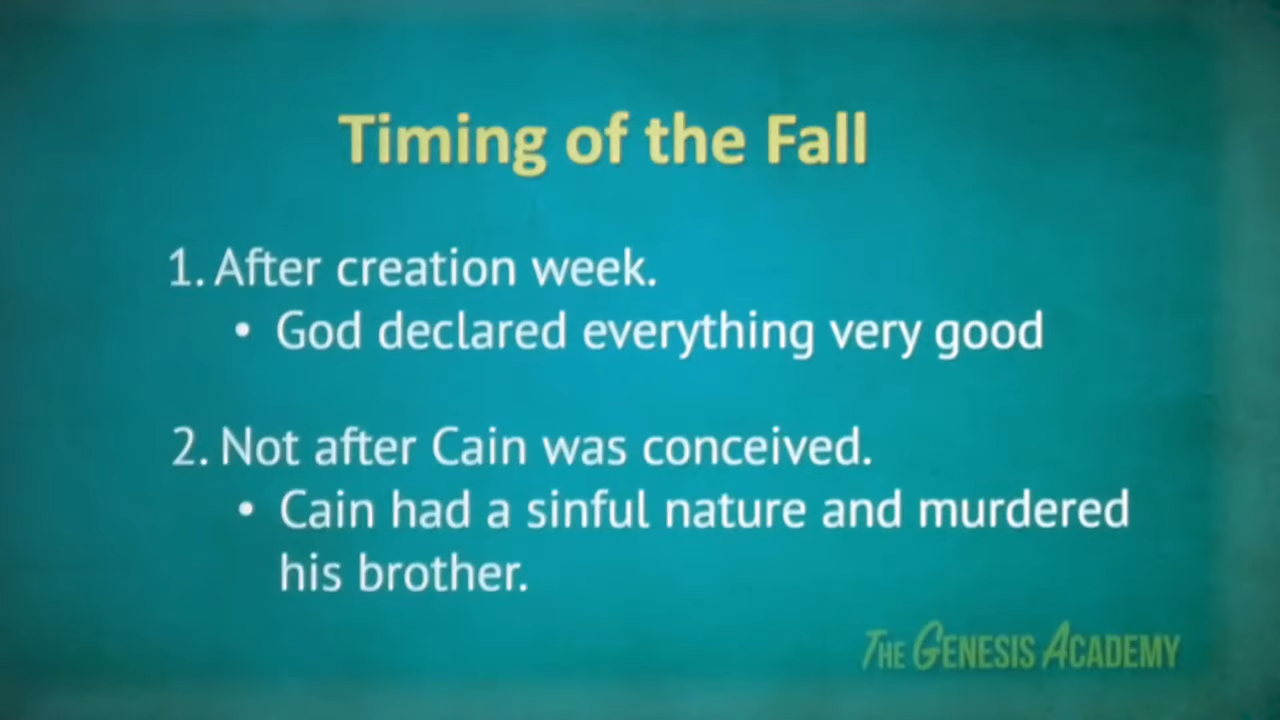 Timing of the Fall
1. After creation week.
• God declared everything very good
2. Not after Cain was conceived.
• Cain had a sinful nature and murdered
his brother.
THE GENESIS ACADEMY